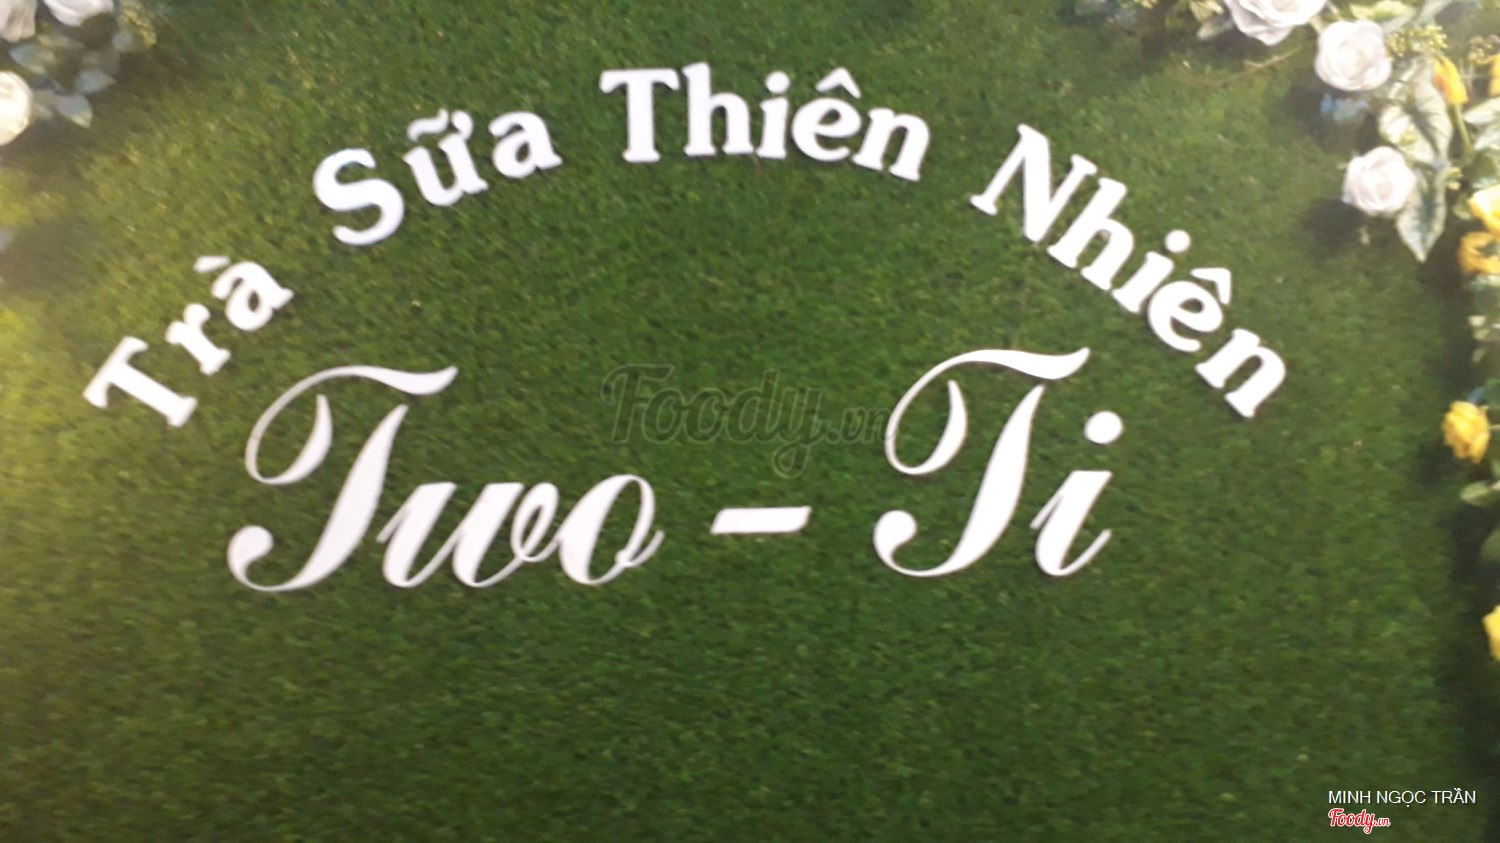 Trà Sữa Thiên Nhiên
Two - Ti
Foody.vn
MINH NGỌC TRẦN
Foody.vn